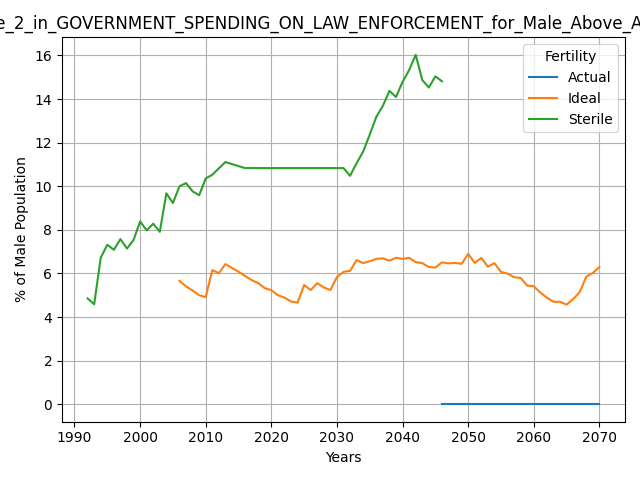 e_2_in_GOVERNMENT_SPENDING_ON_LAW_ENFORCEMENT_for_Male_Above_A
Fertility
Actual
Ideal
Sterile
% of Male Population
16
14
12
10
8
6
4
2
0
1990 2000 2010 2020 2030 2040 2050 2060 2070
Years